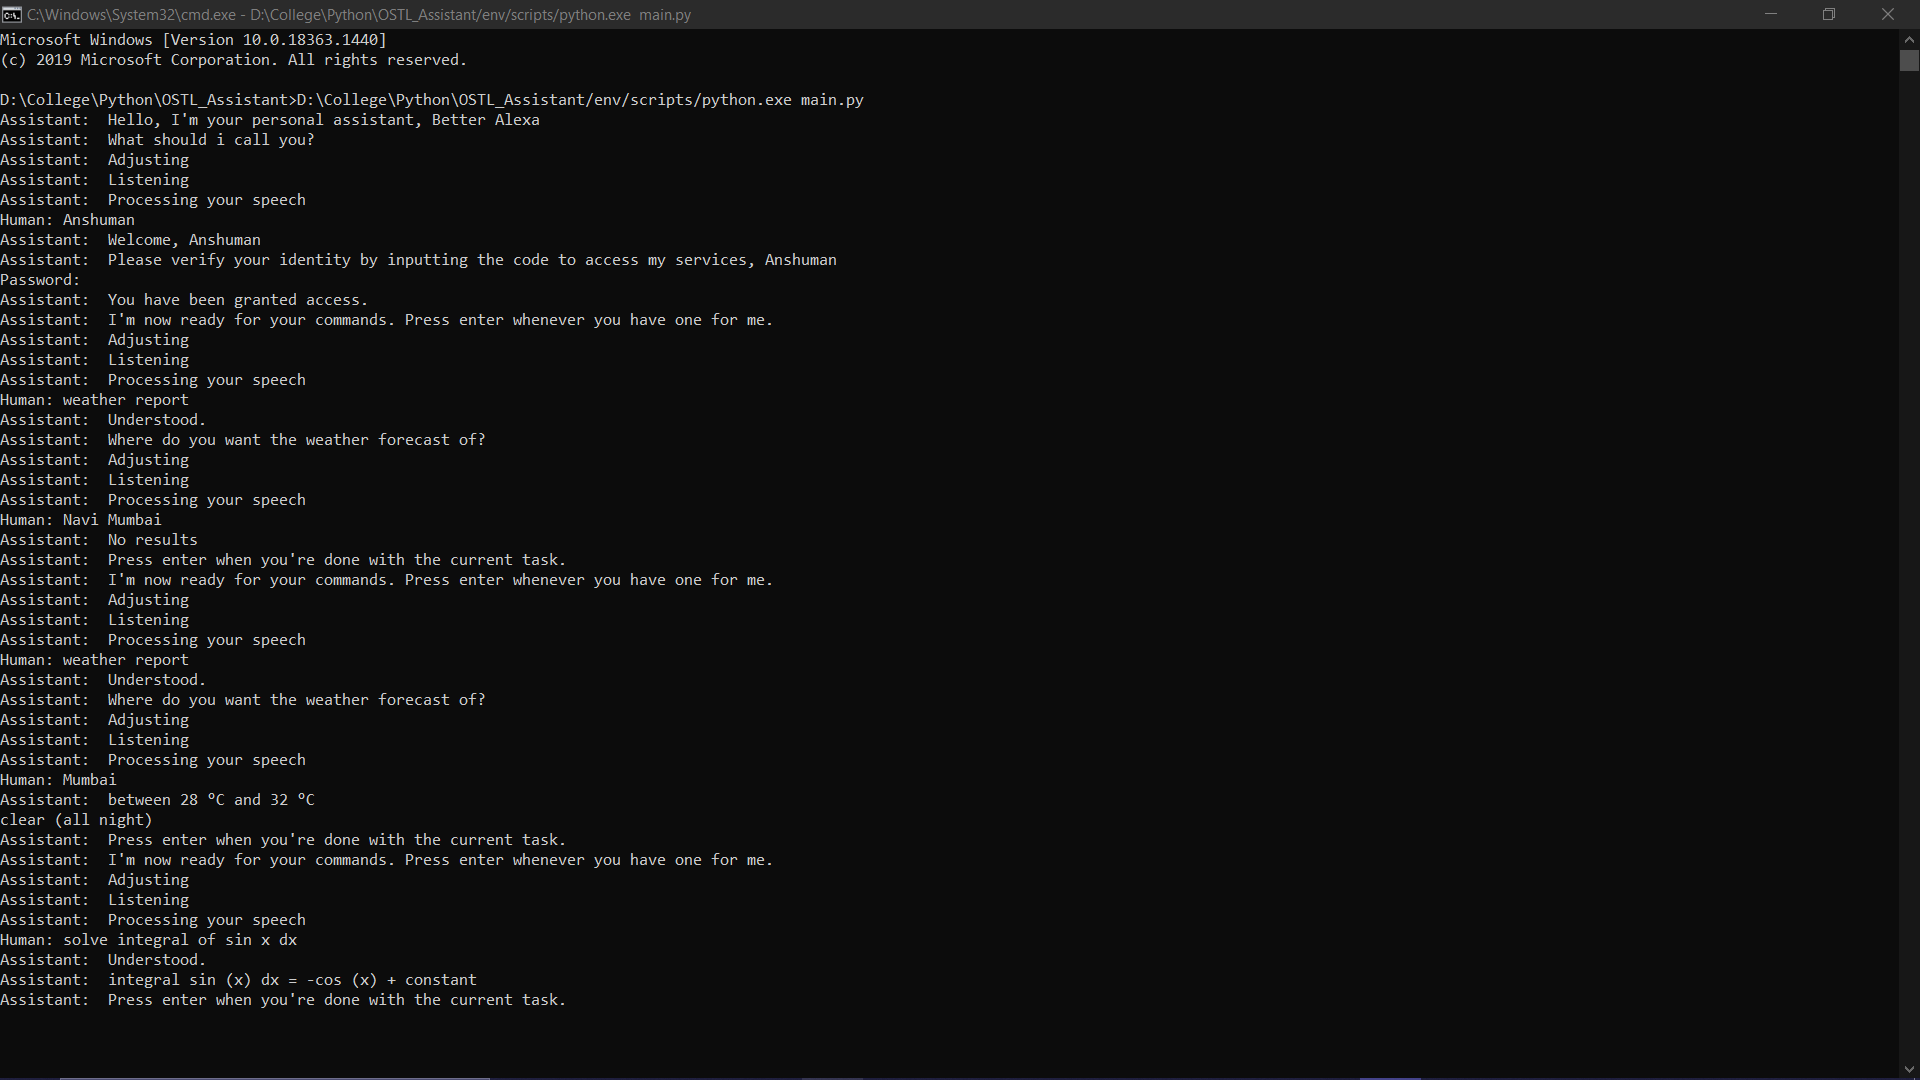 C:\Windows\System32\cmd.exe - D:\College\Python\OSTL_Assistant/env/scripts/python.exe  main.py
Microsoft Windows [Version 10.0.18363.1440]
(c) 2019 Microsoft Corporation. All rights reserved.
D:\College\Python\OSTL_Assistant>D:\College\Python\OSTL_Assistant/env/scripts/python.exe main.py
Assistant:  Hello, I'm your personal assistant, Better Alexa
Assistant:  What should i call you?
Assistant:  Adjusting
Assistant:  Listening
Assistant:  Processing your speech
Human: Anshuman
Assistant:  Welcome, Anshuman
Assistant:  Please verify your identity by inputting the code to access my services, Anshuman
Password:
Assistant:  You have been granted access.
Assistant:  I'm now ready for your commands. Press enter whenever you have one for me.
Assistant:  Adjusting
Assistant:  Listening
Assistant:  Processing your speech
Human: weather report
Assistant:  Understood.
Assistant:  Where do you want the weather forecast of?
Assistant:  Adjusting
Assistant:  Listening
Assistant:  Processing your speech
Human: Navi Mumbai
Assistant:  No results
Assistant:  Press enter when you're done with the current task.
Assistant:  I'm now ready for your commands. Press enter whenever you have one for me.
Assistant:  Adjusting
Assistant:  Listening
Assistant:  Processing your speech
Human: weather report
Assistant:  Understood.
Assistant:  Where do you want the weather forecast of?
Assistant:  Adjusting
Assistant:  Listening
Assistant:  Processing your speech
Human: Mumbai
Assistant:  between 28 °C and 32 °C
clear (all night)
Assistant:  Press enter when you're done with the current task.
Assistant:  I'm now ready for your commands. Press enter whenever you have one for me.
Assistant:  Adjusting
Assistant:  Listening
Assistant:  Processing your speech
Human: solve integral of sin x dx
Assistant:  Understood.
Assistant:  integral sin (x) dx = -cos (x) + constant
Assistant:  Press enter when you're done with the current task.